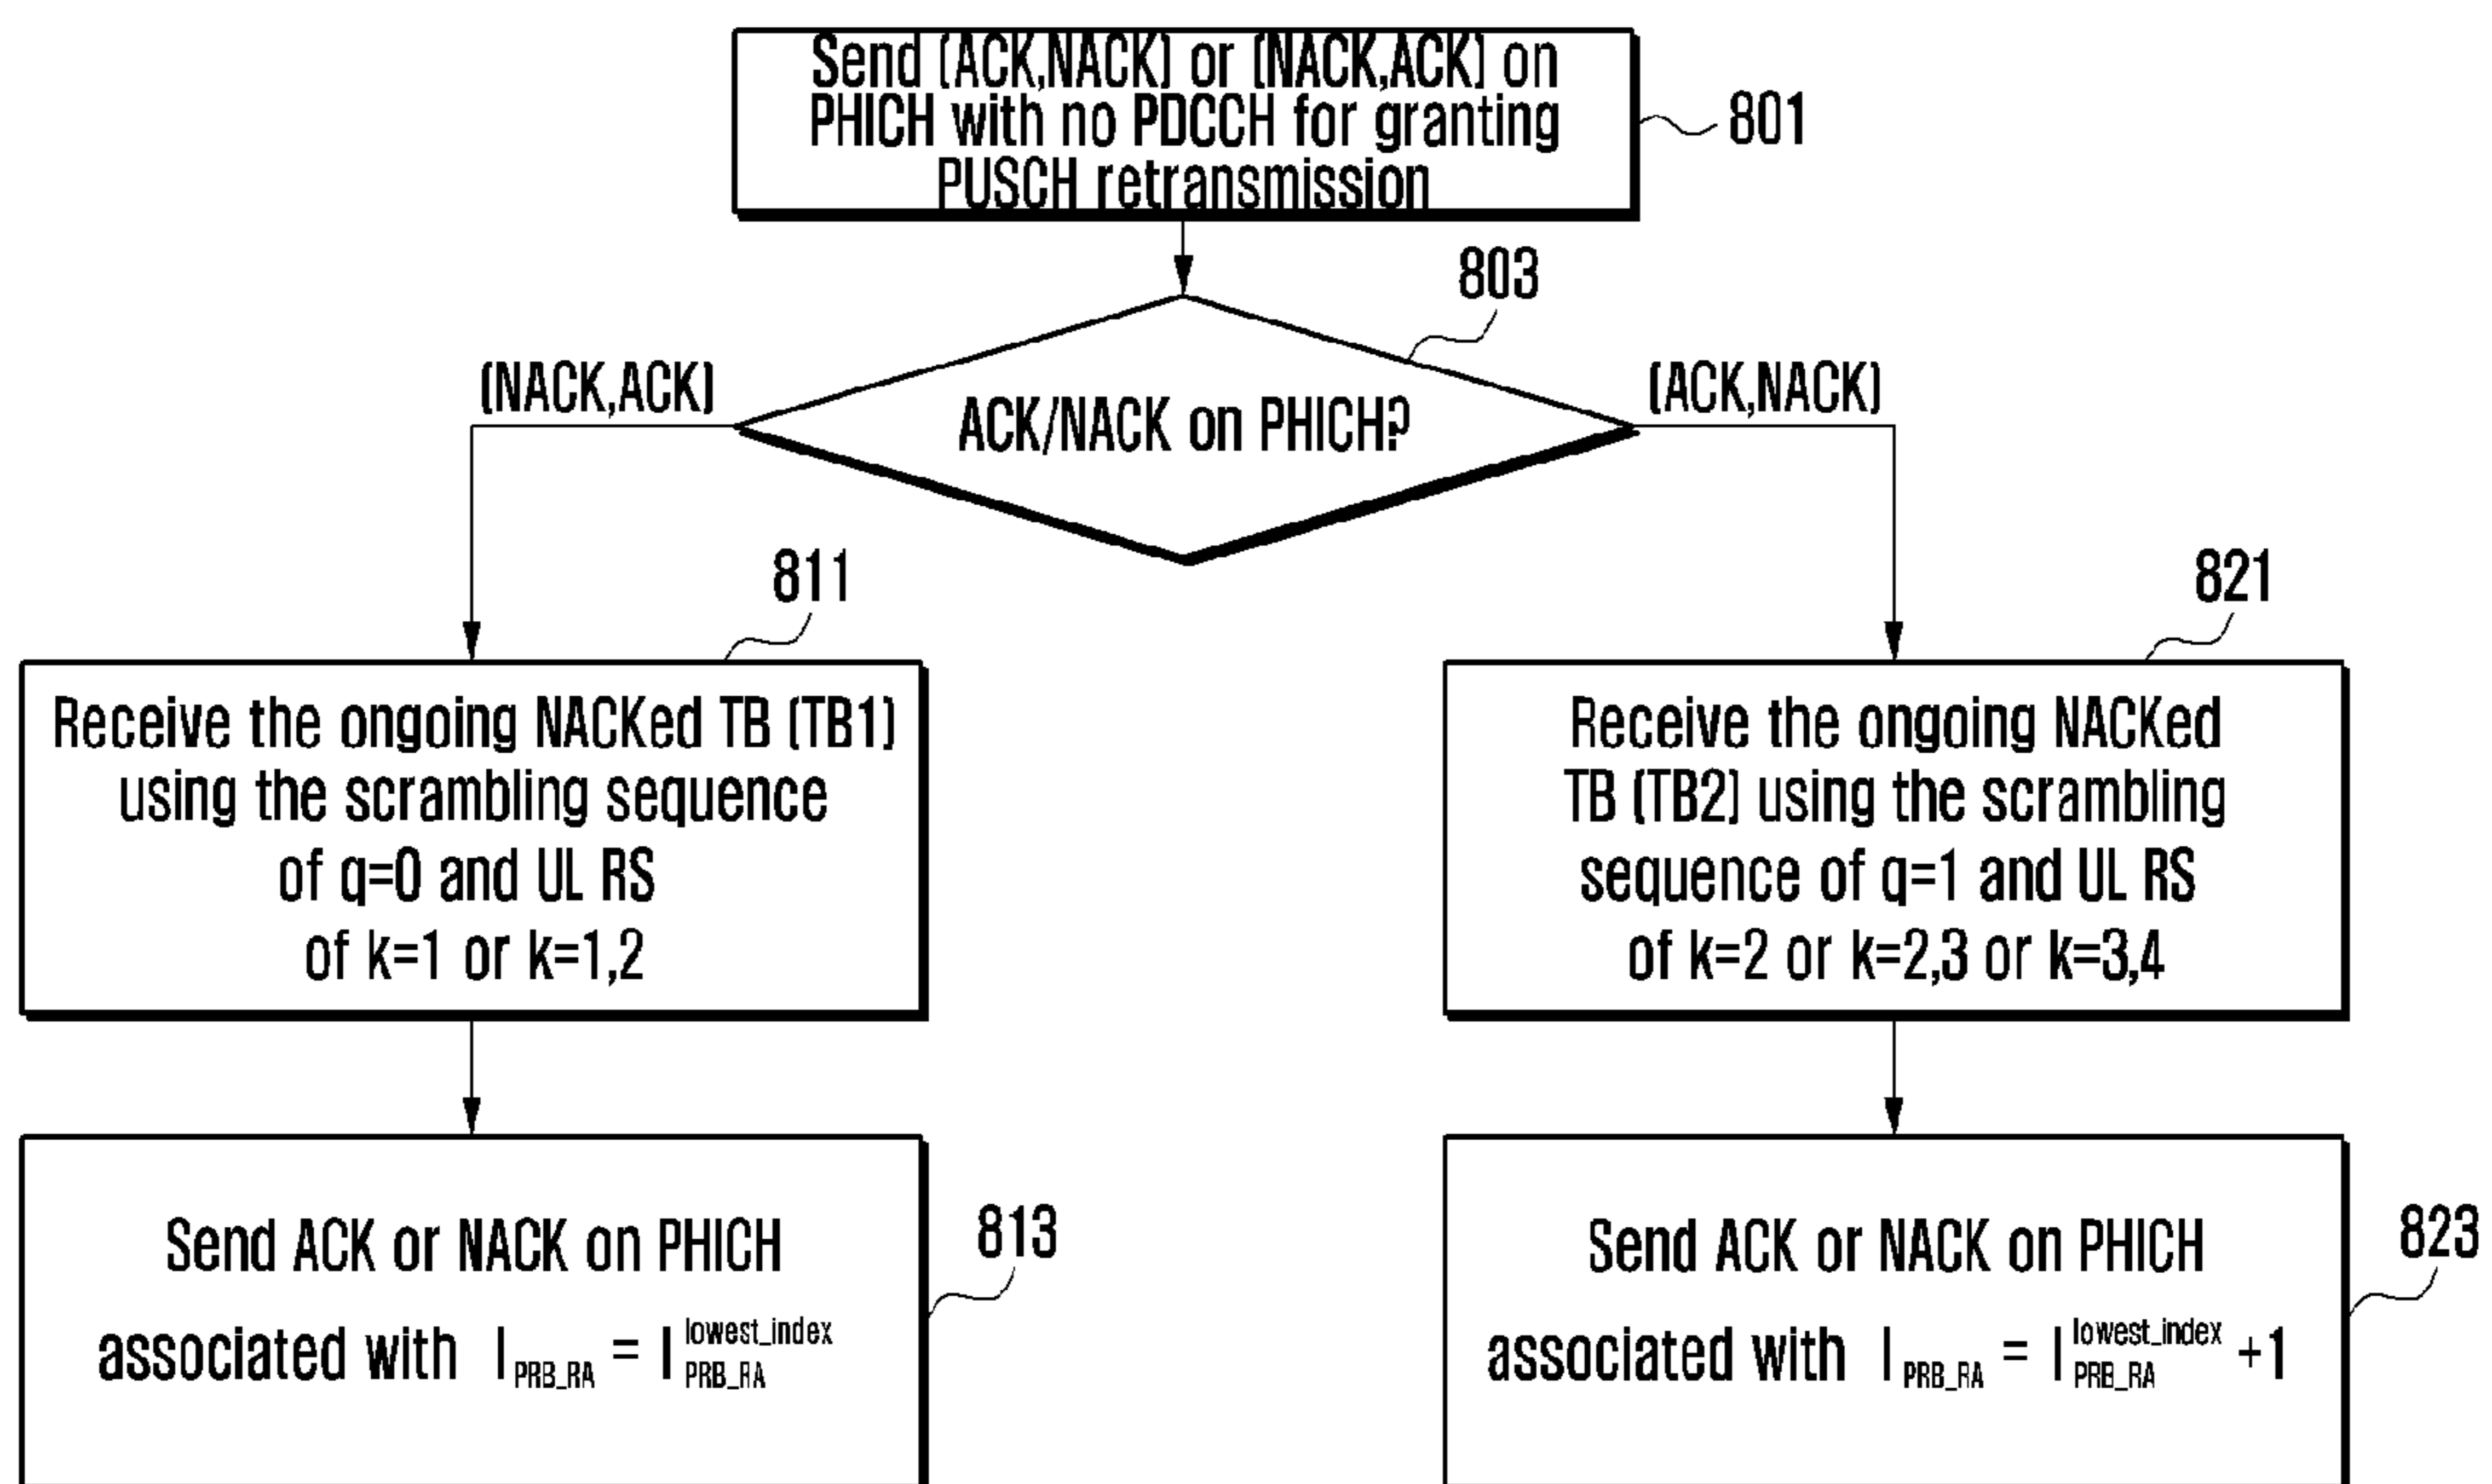 Send (ACK,NACK) or (NACK,ACK) on
PHICH with no PDCCH for granting
PUSCH retransmission
801
803
(NACK,ACK)
ACK/NACK on PHICH?
(ACK,NACK)
811
821
Receive the ongoing NACKed TB (TB1)
using the scrambling sequence
of q=0 and UL RS
of k=1 or k=1,2
Receive the ongoing NACKed
TB (TB2) using the scrambling
sequence of q=1 and UL RS
of k=2 or k=2,3 or k=3,4
Send ACK or NACK on PHICH
associated with I PRB_RA = I PRB_RA lowest_index
813
Send ACK or NACK on PHICH
associated with I PRB_RA = I PRB_RA lowest_index +1
823